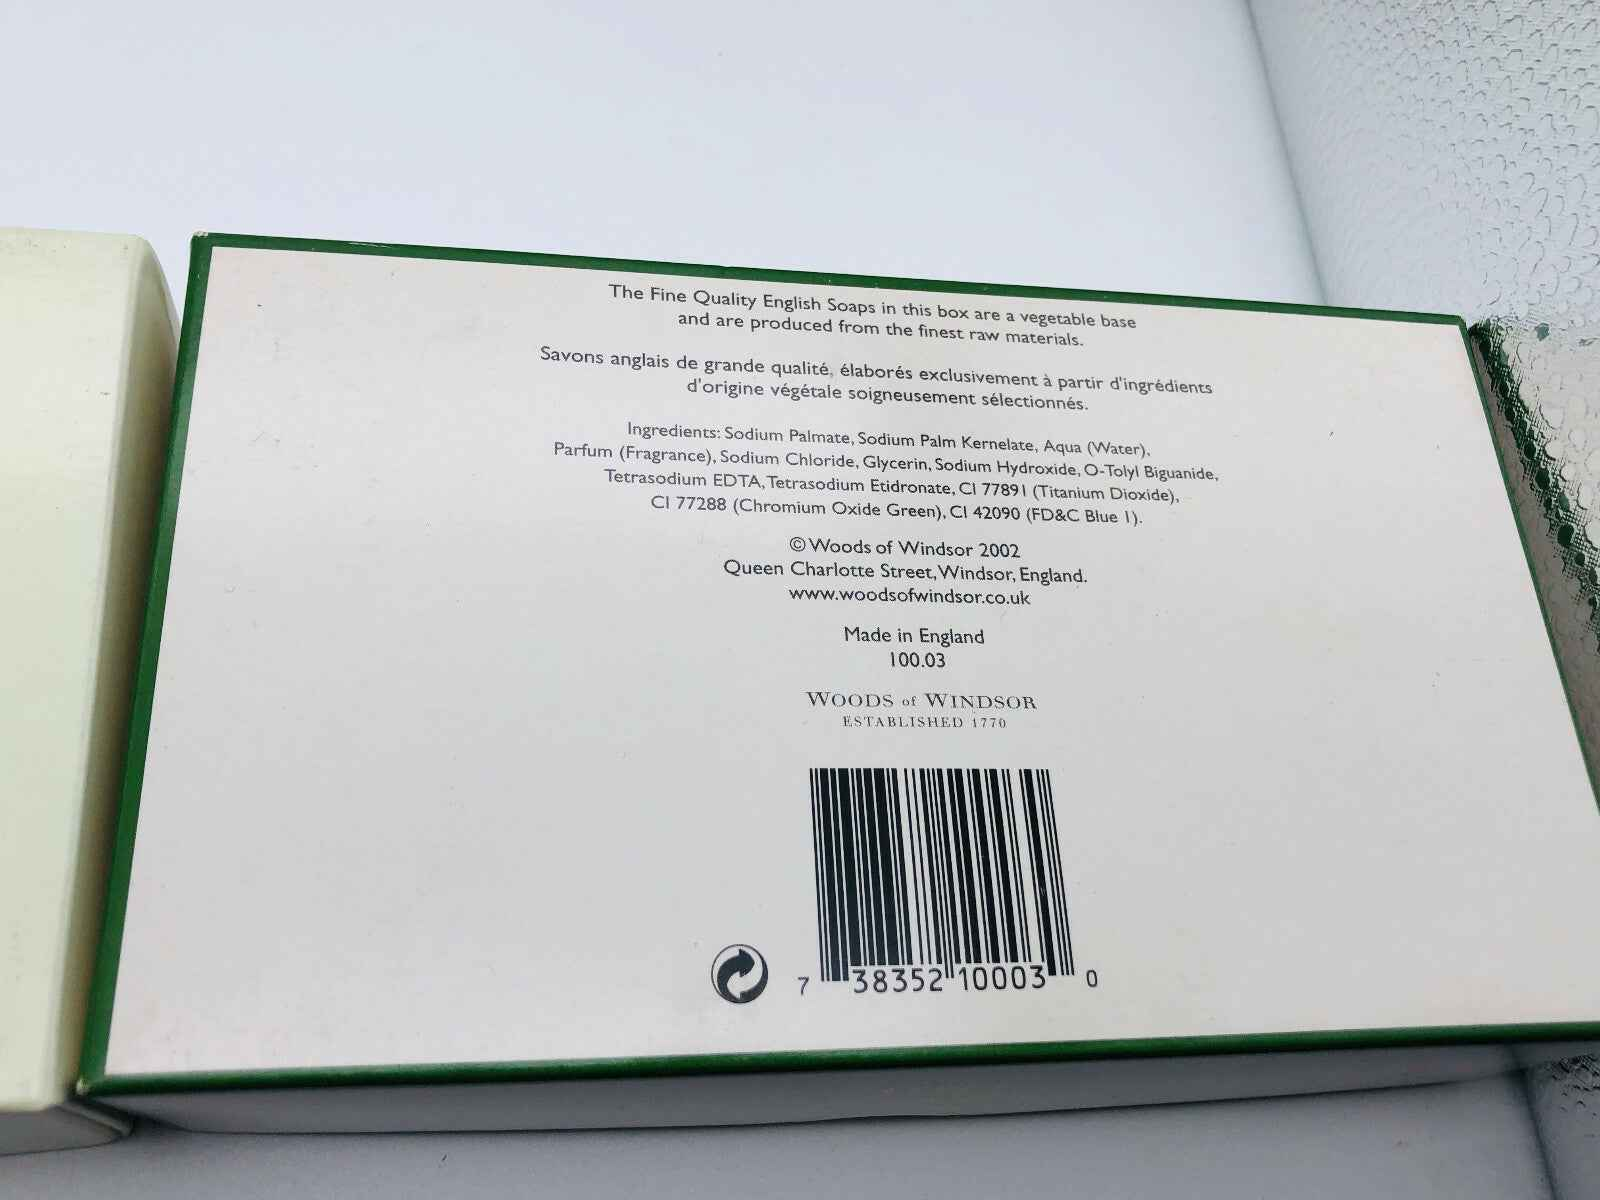 The Fine Quality English Soaps in this box are a vegetable base
and are produced from the finest raw materials.
Savons anglais de grande qualité, élaborés exclusivement à partir d'ingrédients
d'origine végétale soigneusement sélectionnés.
Ingredients: Sodium Palmate, Sodium Palm Kernelate, Aqua (Water),
Parfum (Fragrance), Sodium Chloride, Glycerin, Sodium Hydroxide, O-Tolyl Biguanide,
Tetrasodium EDTA, Tetrasodium Etidronate, CI 77891 (Titanium Dioxide),
CI 77288 (Chromium Oxide Green), CI 42090 (FD&C Blue 1).
© Woods of Windsor 2002
Queen Charlotte Street, Windsor, England.
www.woodsofwindsor.co.uk
Made in England
100.03
WOODS of WINDSOR
ESTABLISHED 1770
7 38352 10003 0